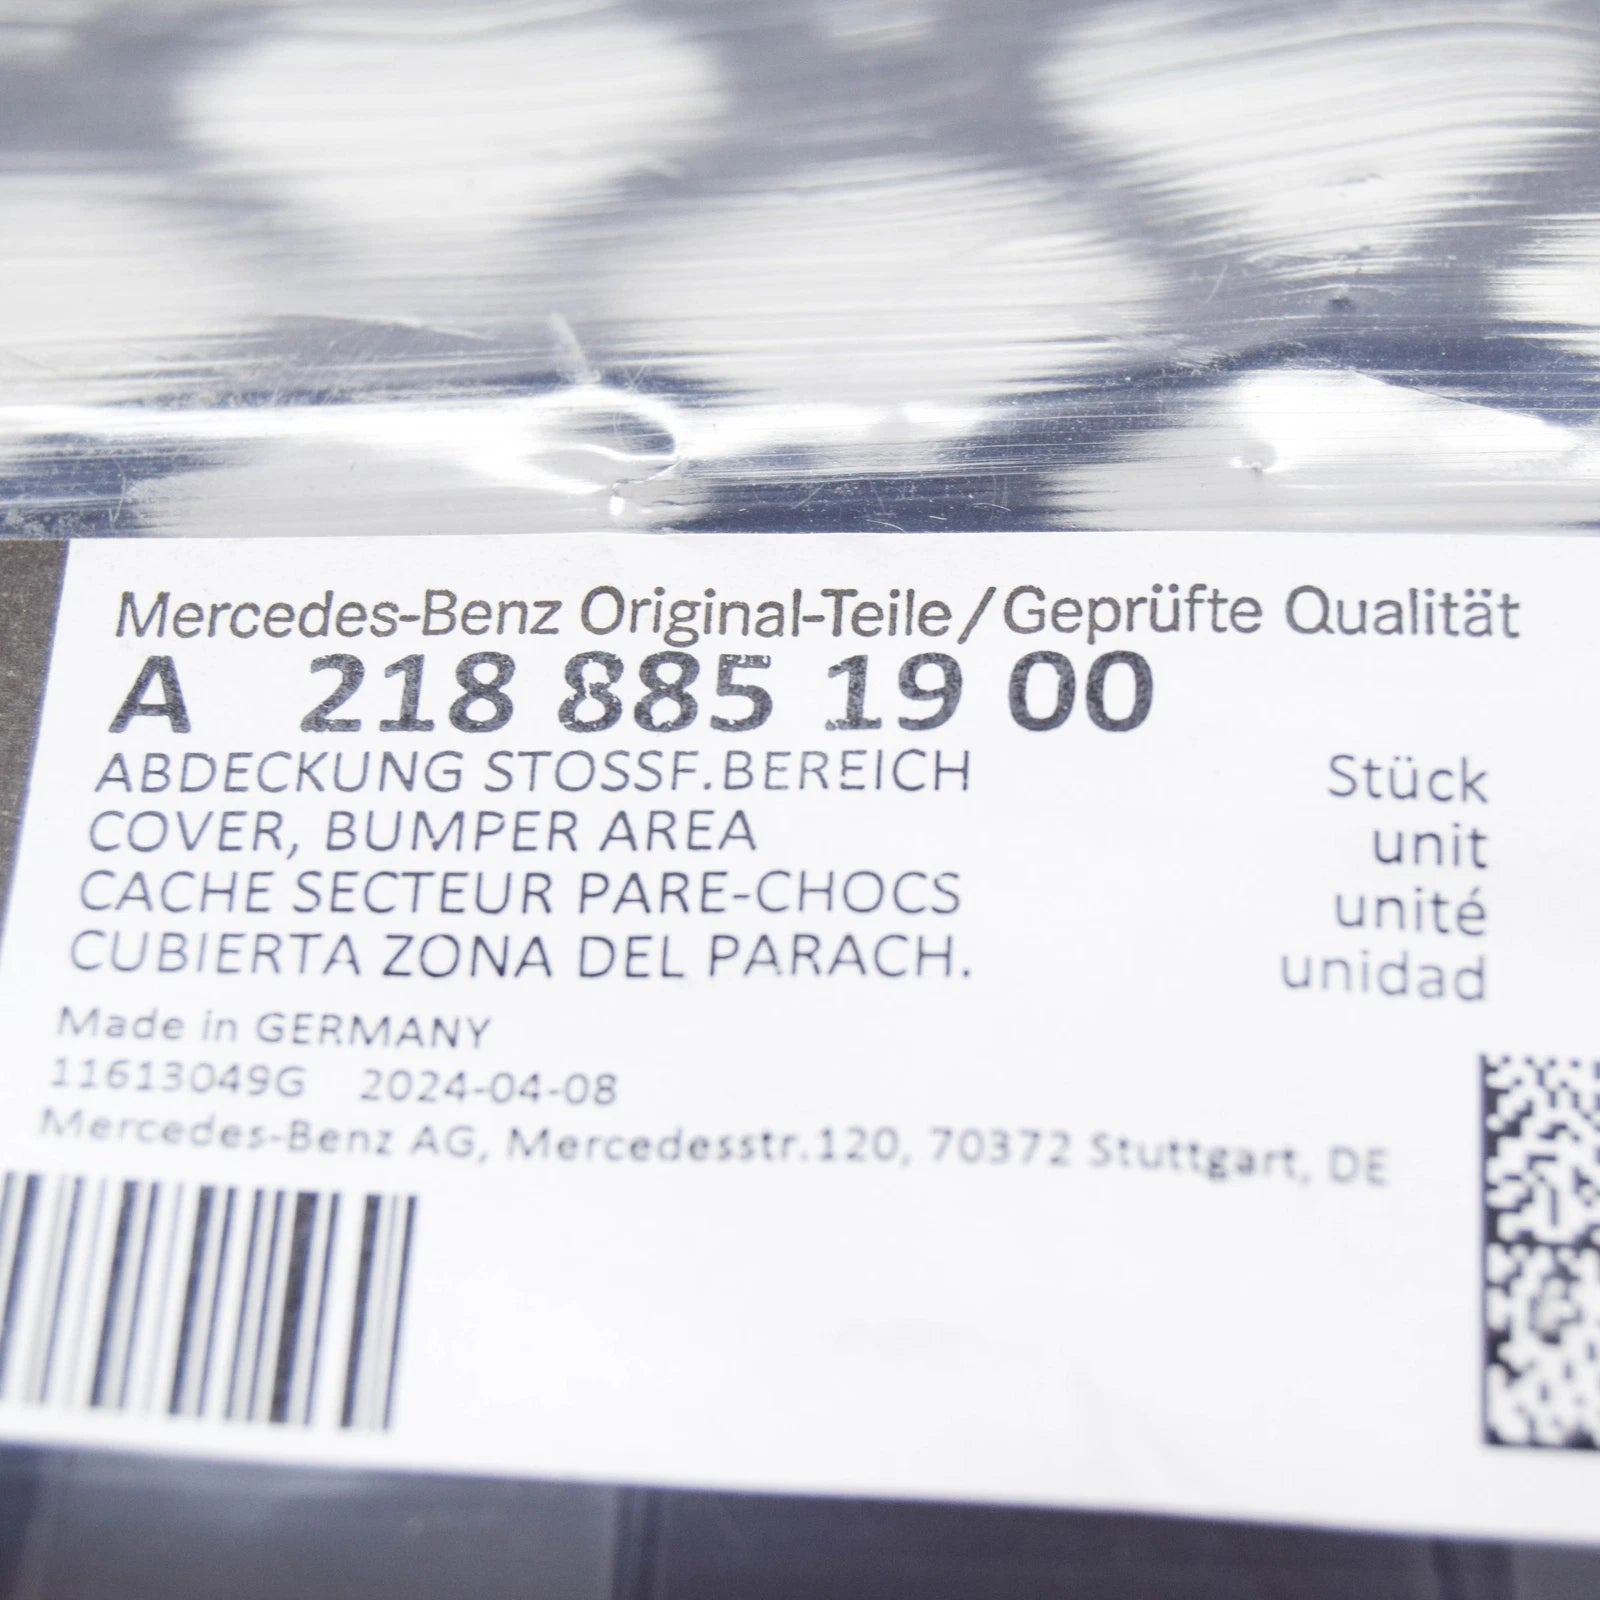 Mercedes-Benz Original-Teile/Geprüfte Qualität
A 218 885 19 00
ABDECKUNG STOSSF.BEREICH Stück
COVER, BUMPER AREA unit
CACHE SECTEUR PARE-CHOCS unité
CUBIERTA ZONA DEL PARACH. unidad
Made in GERMANY
11613049G 2024-04-08
Mercedes-Benz AG, Mercedesstr.120, 70372 Stuttgart, DE